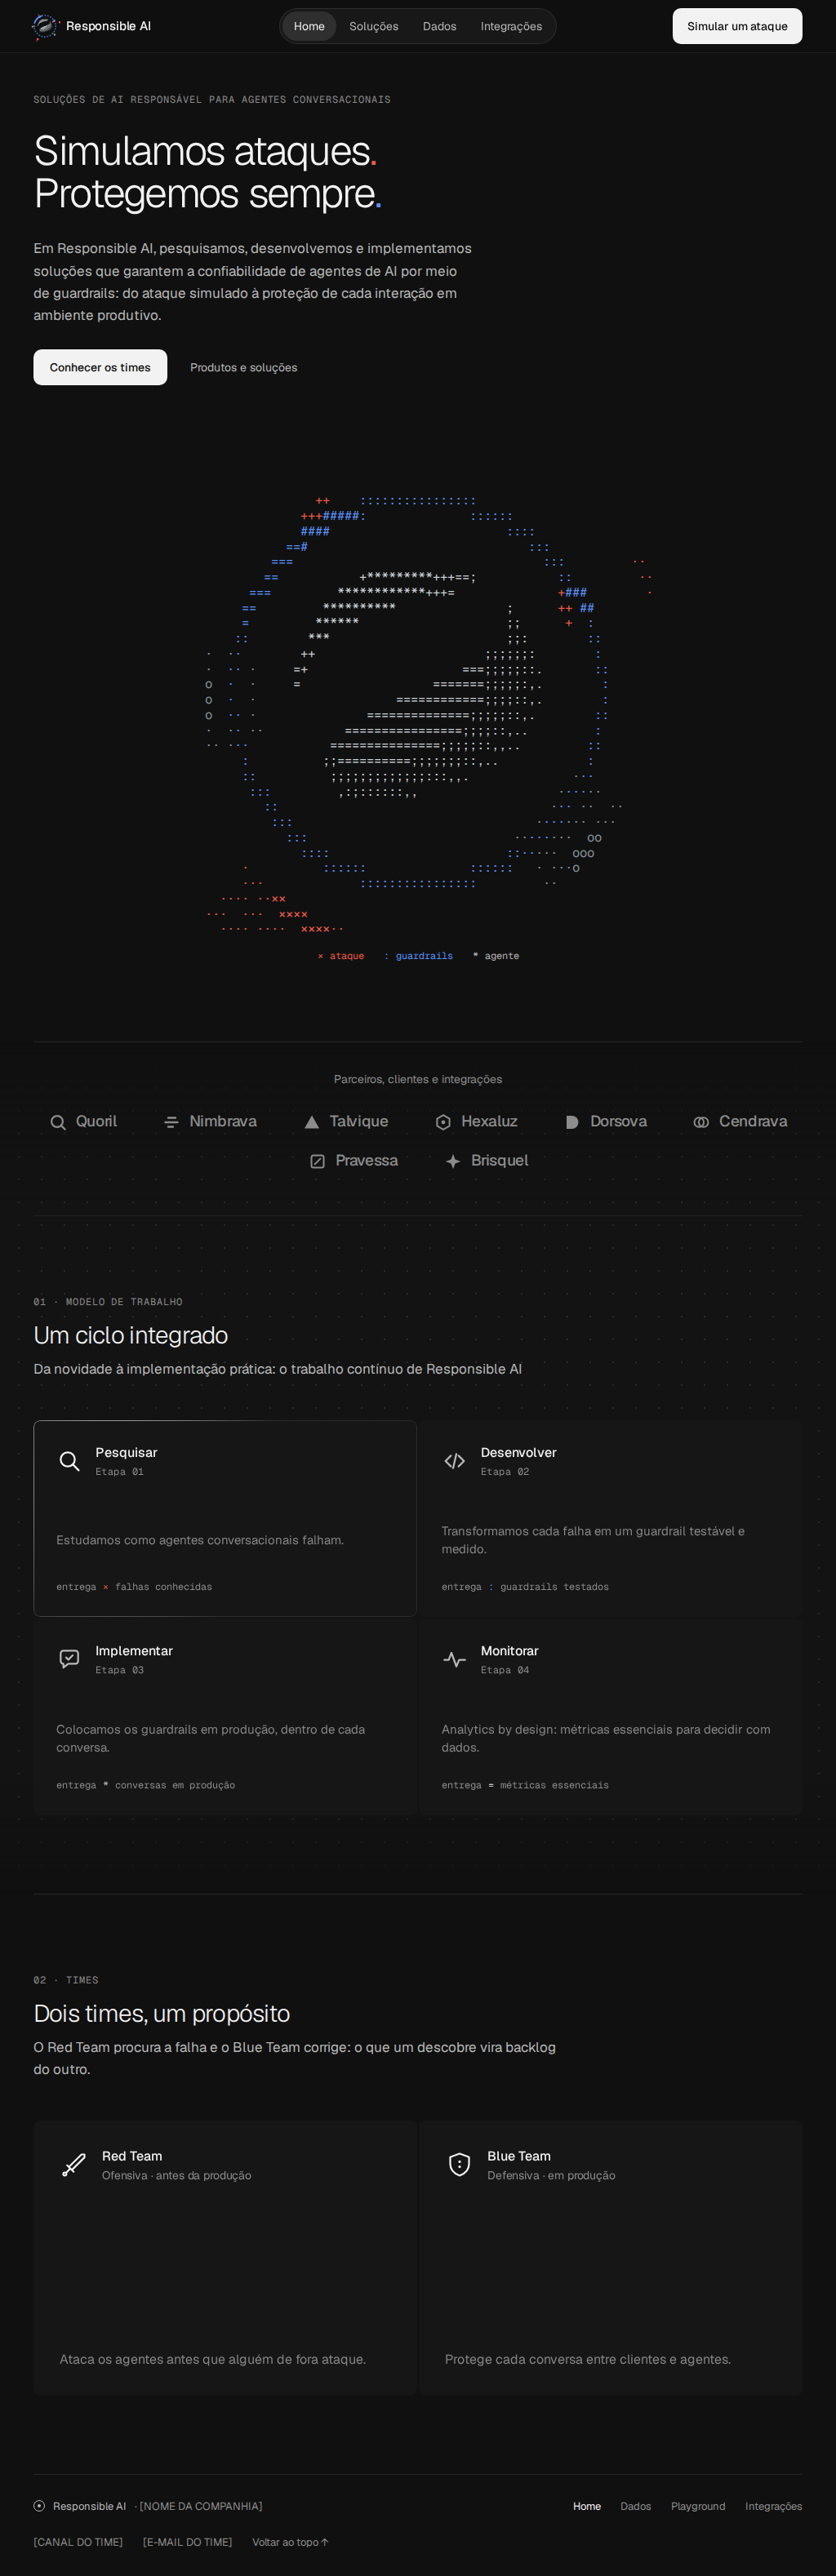 Responsible AI
Home
Soluções
Dados
Integrações
Simular um ataque
SOLUÇÕES DE AI RESPONSÁVEL PARA AGENTES CONVERSACIONAIS
Simulamos ataques.
Protegemos sempre.
Em Responsible AI, pesquisamos, desenvolvemos e implementamos
soluções que garantem a confiabilidade de agentes de AI por meio
de guardrails: do ataque simulado à proteção de cada interação em
ambiente produtivo.
Conhecer os times
Produtos e soluções
× ataque : guardrails * agente
Parceiros, clientes e integrações
Quoril
Nimbrava
Talvique
Hexaluz
Dorsova
Cendrava
Pravessa
Brisquel
01 · MODELO DE TRABALHO
Um ciclo integrado
Da novidade à implementação prática: o trabalho contínuo de Responsible AI
Pesquisar
Etapa 01
Estudamos como agentes conversacionais falham.
entrega × falhas conhecidas
Desenvolver
Etapa 02
Transformamos cada falha em um guardrail testável e
medido.
entrega : guardrails testados
Implementar
Etapa 03
Colocamos os guardrails em produção, dentro de cada
conversa.
entrega * conversas em produção
Monitorar
Etapa 04
Analytics by design: métricas essenciais para decidir com
dados.
entrega = métricas essenciais
02 · TIMES
Dois times, um propósito
O Red Team procura a falha e o Blue Team corrige: o que um descobre vira backlog
do outro.
Red Team
Ofensiva · antes da produção
Ataca os agentes antes que alguém de fora ataque.
Blue Team
Defensiva · em produção
Protege cada conversa entre clientes e agentes.
Responsible AI · [NOME DA COMPANHIA]
Home
Dados
Playground
Integrações
[CANAL DO TIME]
[E-MAIL DO TIME]
Voltar ao topo ↑